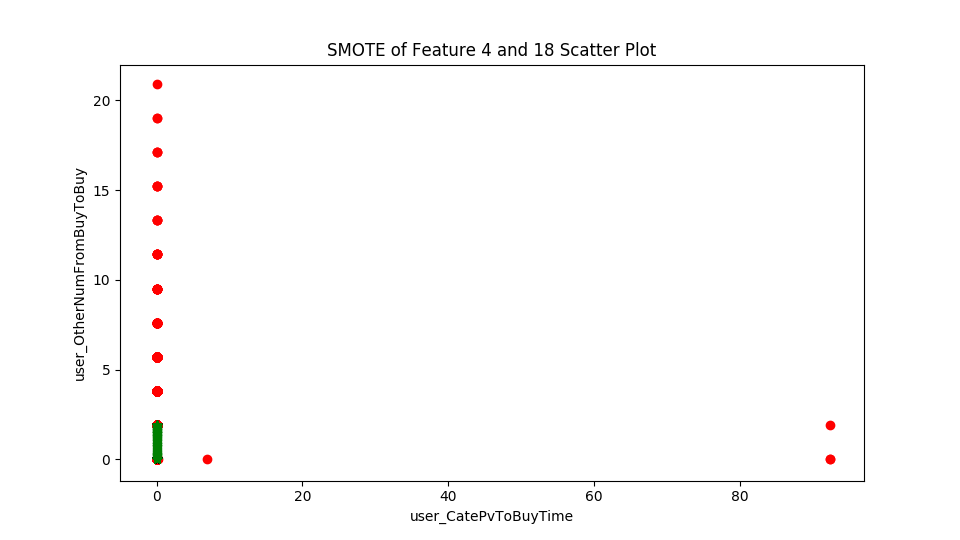 SMOTE of Feature 4 and 18 Scatter Plot
20
15
10
5
0
user_OtherNumFromBuyToBuy
0 20 40 60 80
user_CatePvToBuyTime